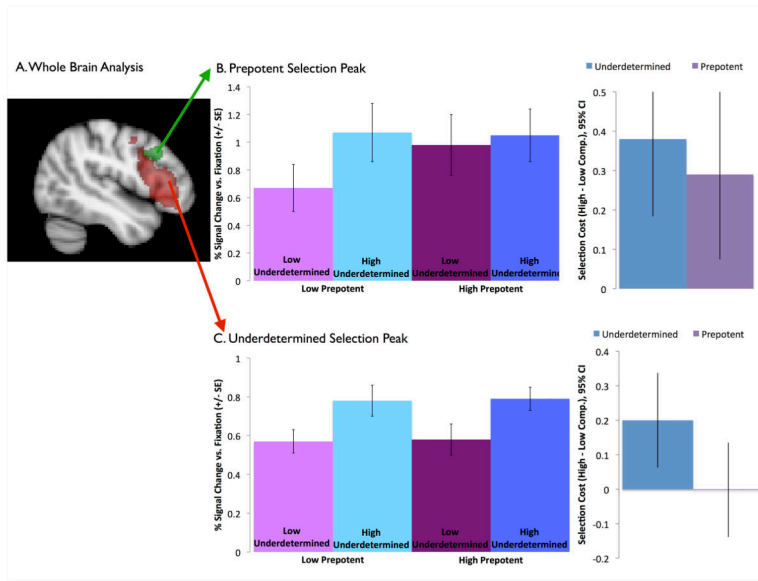 A. Whole Brain Analysis
B. Prepotent Selection Peak
% Signal Change vs. Fixation (+/- SE)
1.4
1.2
1
0.8
0.6
0.4
0.2
0
Low
Underdetermined
High
Underdetermined
Low
Underdetermined
High
Underdetermined
Low Prepotent
High Prepotent
Underdetermined
Prepotent
Selection Cost (High - Low Comp.), 95% CI
0.5
0.4
0.3
0.2
0.1
0
C. Underdetermined Selection Peak
% Signal Change vs. Fixation (+/- SE)
1
0.8
0.6
0.4
0.2
0
Low
Underdetermined
High
Underdetermined
Low
Underdetermined
High
Underdetermined
Low Prepotent
High Prepotent
Underdetermined
Prepotent
Selection Cost (High - Low Comp.), 95% CI
0.4
0.3
0.2
0.1
0
-0.1
-0.2